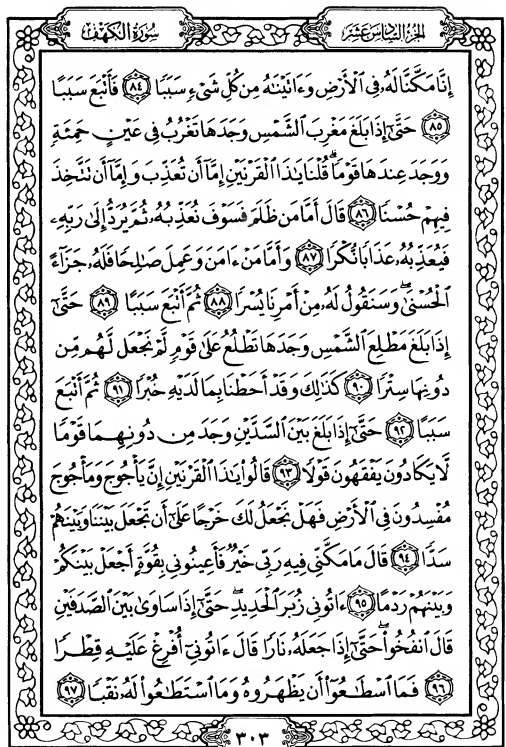 الجزء السادس عشر
سورة الكهف
إِنَّا مَكَّنَّا لَهُۥ فِى ٱلْأَرْضِ وَءَاتَيْنَٰهُ مِن كُلِّ شَىْءٍ سَبَبًا ٨٤ فَأَتْبَعَ سَبَبًا
٨٥ حَتَّىٰٓ إِذَا بَلَغَ مَغْرِبَ ٱلشَّمْسِ وَجَدَهَا تَغْرُبُ فِى عَيْنٍ حَمِئَةٍ
وَوَجَدَ عِندَهَا قَوْمًا ۗ قُلْنَا يَٰذَا ٱلْقَرْنَيْنِ إِمَّآ أَن تُعَذِّبَ وَإِمَّآ أَن تَتَّخِذَ
فِيهِمْ حُسْنًا ٨٦ قَالَ أَمَّا مَن ظَلَمَ فَسَوْفَ نُعَذِّبُهُۥ ثُمَّ يُرَدُّ إِلَىٰ رَبِّهِۦ
فَيُعَذِّبُهُۥ عَذَابًا نُّكْرًا ٨٧ وَأَمَّا مَنْ ءَامَنَ وَعَمِلَ صَٰلِحًا فَلَهُۥ جَزَآءً
ٱلْحُسْنَىٰ ۖ وَسَنَقُولُ لَهُۥ مِنْ أَمْرِنَا يُسْرًا ٨٨ ثُمَّ أَتْبَعَ سَبَبًا ٨٩ حَتَّىٰٓ
إِذَا بَلَغَ مَطْلِعَ ٱلشَّمْسِ وَجَدَهَا تَطْلُعُ عَلَىٰ قَوْمٍ لَّمْ نَجْعَل لَّهُم مِّن
دُونِهَا سِتْرًا ٩٠ كَذَٰلِكَ وَقَدْ أَحَطْنَا بِمَا لَدَيْهِ خُبْرًا ٩١ ثُمَّ أَتْبَعَ
سَبَبًا ٩٢ حَتَّىٰٓ إِذَا بَلَغَ بَيْنَ ٱلسَّدَّيْنِ وَجَدَ مِن دُونِهِمَا قَوْمًا
لَّا يَكَادُونَ يَفْقَهُونَ قَوْلًا ٩٣ قَالُوا۟ يَٰذَا ٱلْقَرْنَيْنِ إِنَّ يَأْجُوجَ وَمَأْجُوجَ
مُفْسِدُونَ فِى ٱلْأَرْضِ فَهَلْ نَجْعَلُ لَكَ خَرْجًا عَلَىٰٓ أَن تَجْعَلَ بَيْنَنَا وَبَيْنَهُمْ
سَدًّا ٩٤ قَالَ مَا مَكَّنِّى فِيهِ رَبِّى خَيْرٌ فَأَعِينُونِى بِقُوَّةٍ أَجْعَلْ بَيْنَكُمْ
وَبَيْنَهُمْ رَدْمًا ٩٥ ءَاتُونِى زُبَرَ ٱلْحَدِيدِ ۖ حَتَّىٰٓ إِذَا سَاوَىٰ بَيْنَ ٱلصَّدَفَيْنِ
قَالَ ٱنفُخُوا۟ ۖ حَتَّىٰٓ إِذَا جَعَلَهُۥ نَارًا قَالَ ءَاتُونِىٓ أُفْرِغْ عَلَيْهِ قِطْرًا
٩٦ فَمَا ٱسْطَٰعُوٓا۟ أَن يَظْهَرُوهُ وَمَا ٱسْتَطَٰعُوا۟ لَهُۥ نَقْبًا ٩٧
٣٠٣